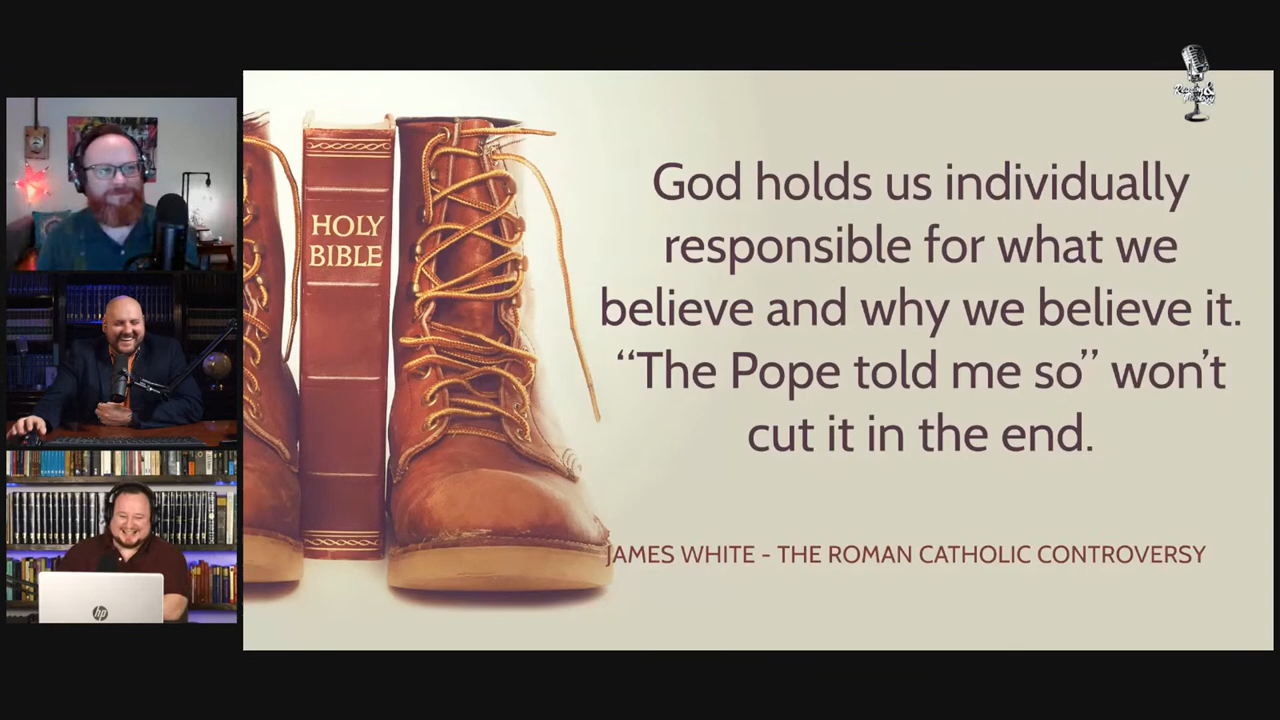 God holds us individually
responsible for what we
believe and why we believe it.
“The Pope told me so” won’t
cut it in the end.
JAMES WHITE - THE ROMAN CATHOLIC CONTROVERSY
HOLY
BIBLE
hp